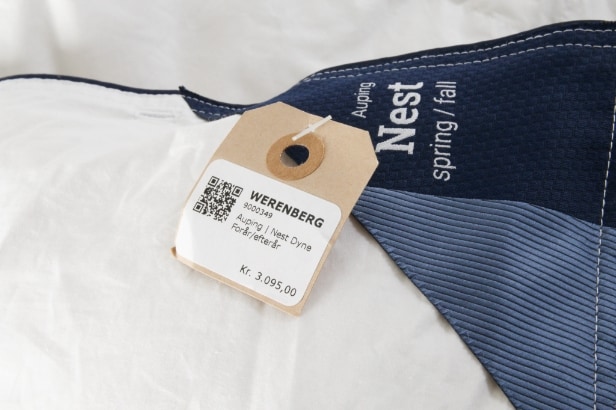 Auping
Nest
spring / fall
WERENBERG
9000349
Auping | Nest Dyne
Forår/efterår
Kr. 3.095,00